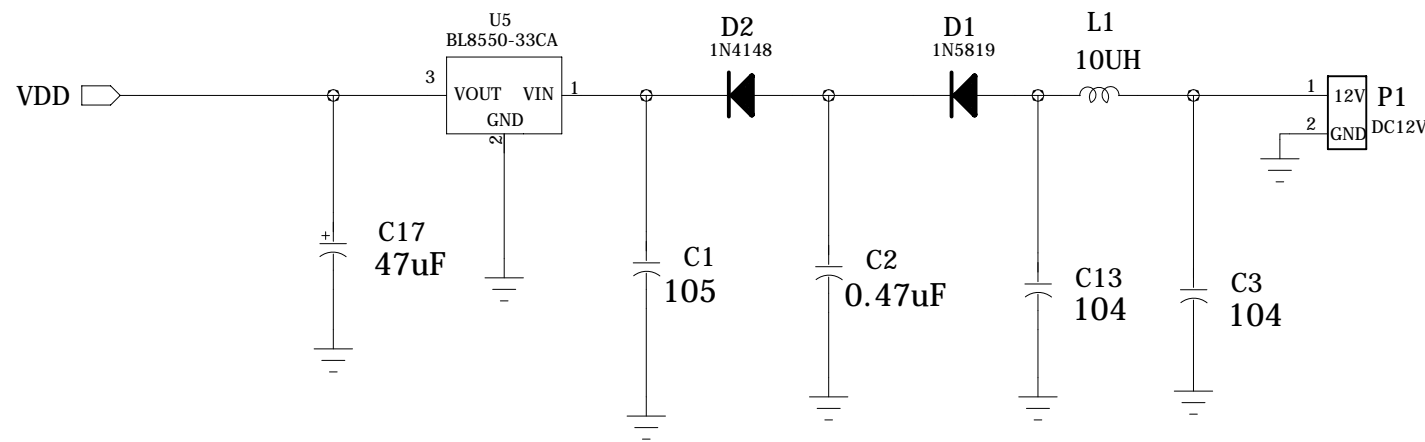 U5
BL8550-33CA
D2
1N4148
D1
1N5819
L1
10UH
VDD
3
VOUT VIN
1
GND
2
1
12V
P1
2
GND
DC12V
+
C17
47uF
C1
105
C2
0.47uF
C13
104
C3
104